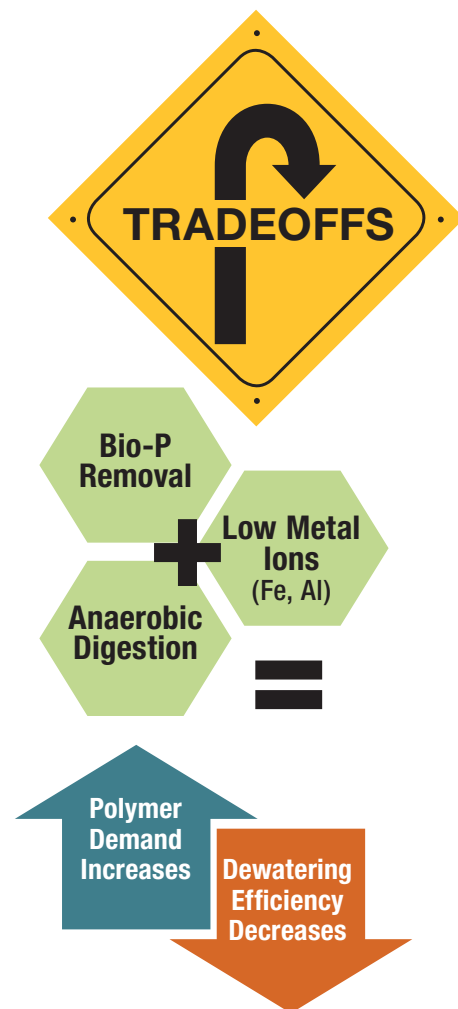 TRADEOFFS
Bio-P
Removal
+
Low Metal
Ions
(Fe, Al)
Anaerobic
Digestion
=
Polymer
Demand
Increases
Dewatering
Efficiency
Decreases